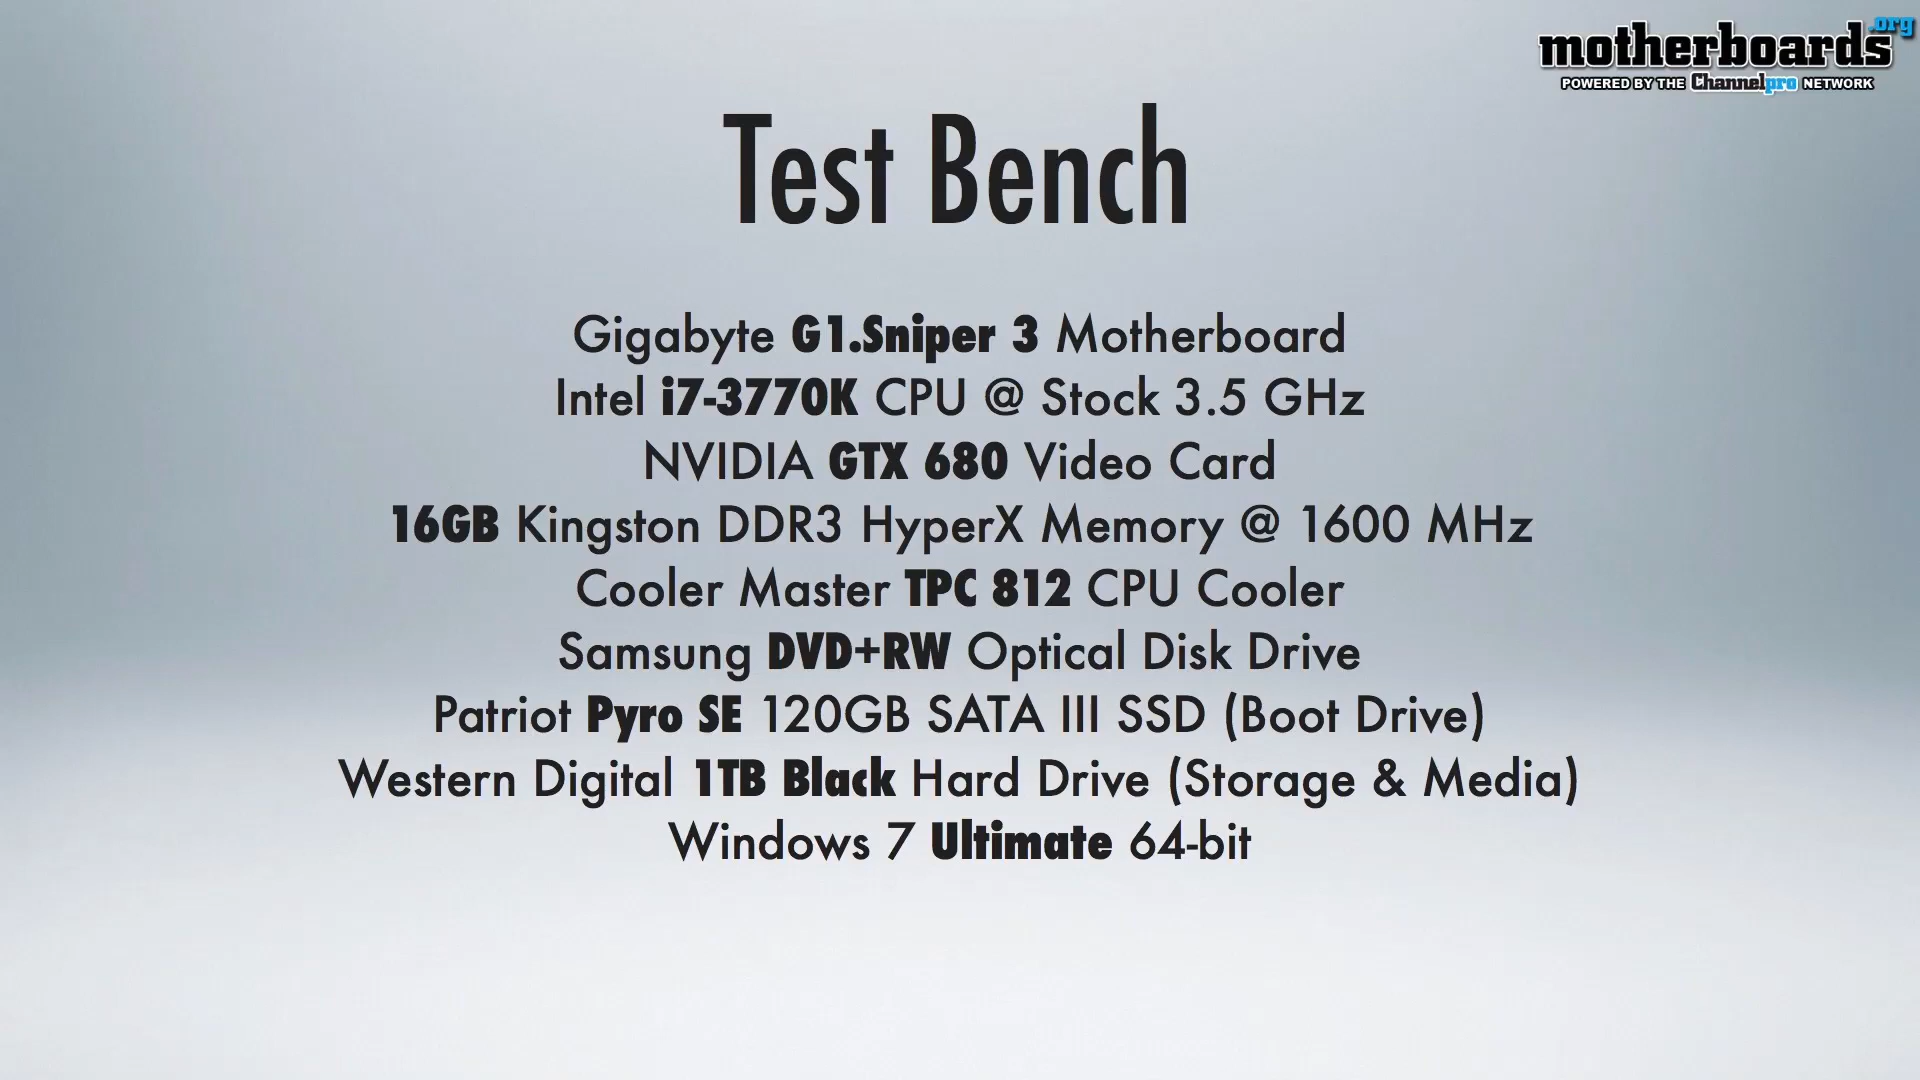 motherboards.org
POWERED BY THE Channelpro NETWORK
Test Bench
Gigabyte G1.Sniper 3 Motherboard
Intel i7-3770K CPU @ Stock 3.5 GHz
NVIDIA GTX 680 Video Card
16GB Kingston DDR3 HyperX Memory @ 1600 MHz
Cooler Master TPC 812 CPU Cooler
Samsung DVD+RW Optical Disk Drive
Patriot Pyro SE 120GB SATA III SSD (Boot Drive)
Western Digital 1TB Black Hard Drive (Storage & Media)
Windows 7 Ultimate 64-bit